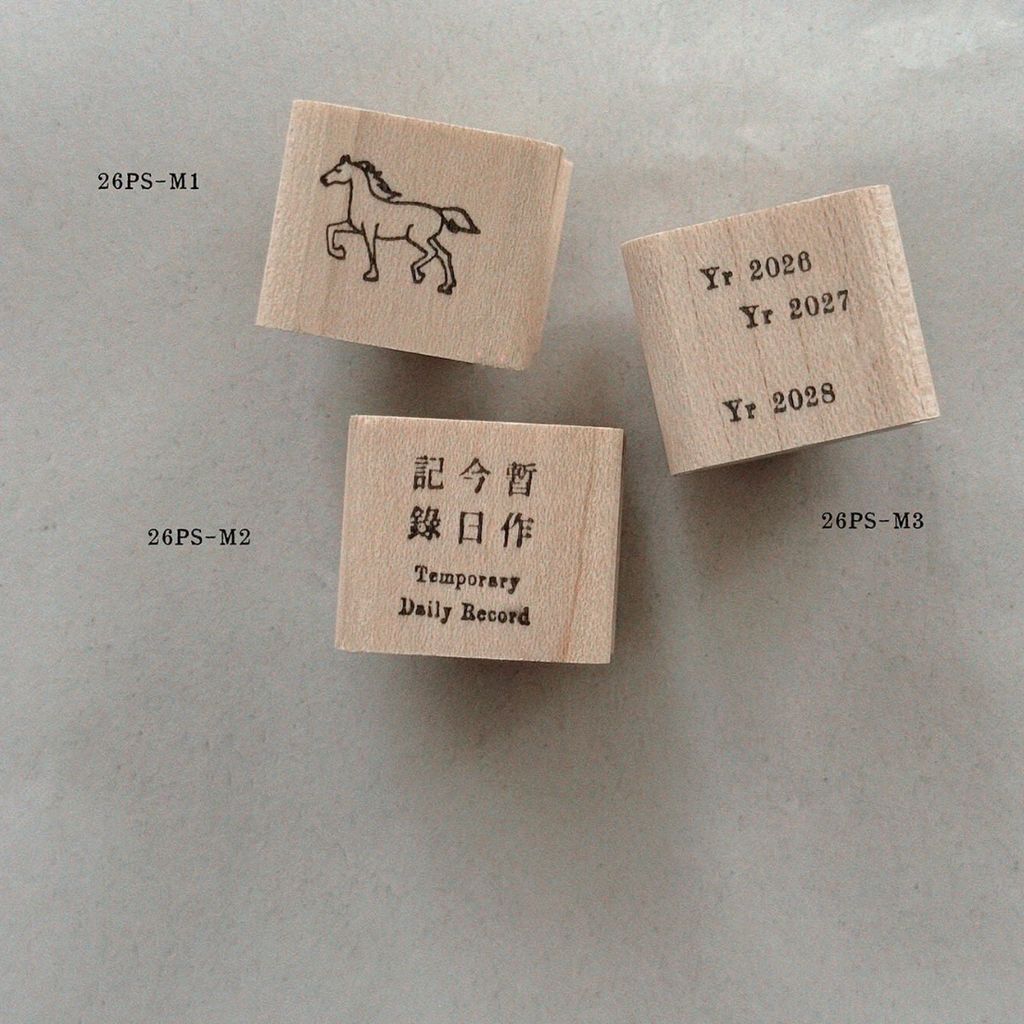 26PS-M1
Yr 2026
Yr 2027
Yr 2028
26PS-M3
暫作
今日
記錄
Temporary
Daily Record
26PS-M2